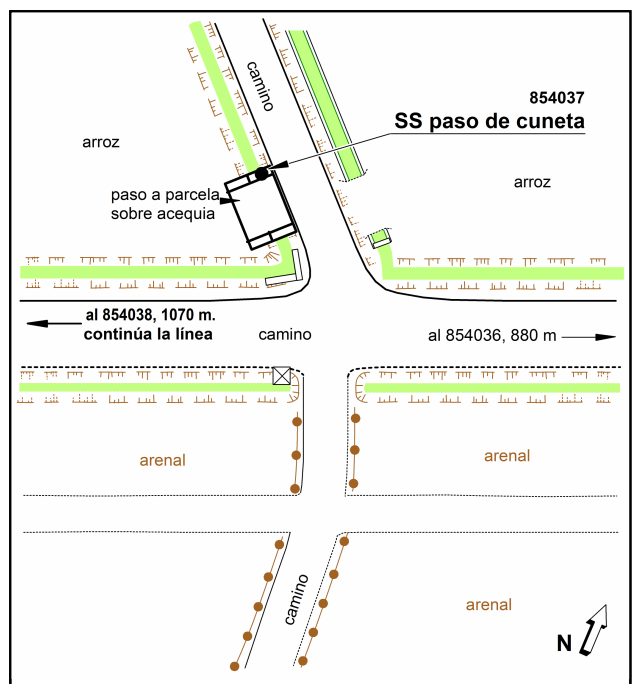 camino
854037
SS paso de cuneta
arroz
arroz
paso a parcela
sobre acequia
al 854038, 1070 m.
continúa la línea
camino
al 854036, 880 m
arenal
arenal
camino
arenal
N